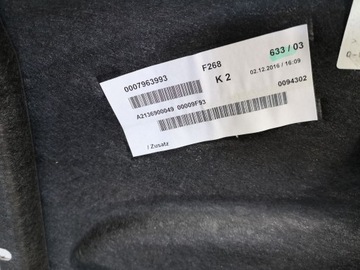 0007963993 F268 633 / 03
K 2 02.12.2016 / 16:09
A2136900049 00009F93 0094302
/ Zusatz